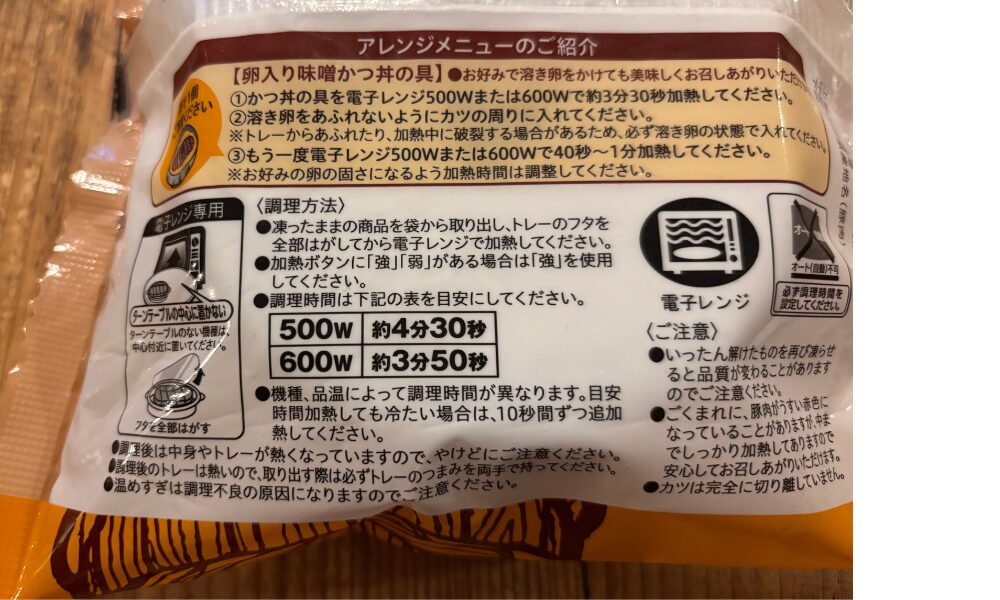 アレンジメニューのご紹介
【卵入り味噌かつ丼の具】●お好みで溶き卵をかけても美味しくお召しあがりいただ
①かつ丼の具を電子レンジ500Wまたは600Wで約3分30秒加熱してください。
②溶き卵をあふれないようにカツの周りに入れてください。
※トレーからあふれたり、加熱中に破裂する場合があるため、必ず溶き卵の状態で入れてください。
③もう一度電子レンジ500Wまたは600Wで40秒～1分加熱してください。
※お好みの卵の固さになるよう加熱時間は調整してください。
1個
ください
電子レンジ専用
ターンテーブルの中心に置かない
ターンテーブルのない機種は、
中心付近に置いてください。
フタを全部はがす
〈調理方法〉
●凍ったままの商品を袋から取り出し、トレーのフタを
全部はがしてから電子レンジで加熱してください。
●加熱ボタンに「強」「弱」がある場合は「強」を使用
してください。
●調理時間は下記の表を目安にしてください。
500W 約4分30秒
600W 約3分50秒
●機種、品温によって調理時間が異なります。目安
時間加熱しても冷たい場合は、10秒間ずつ追加
熱してください。
●調理後は中身やトレーが熱くなっていますので、やけどにご注意ください。
●調理後のトレーは熱いので、取り出す際は必ずトレーのつまみを両手で持ってください。
●温めすぎは調理不良の原因になりますのでご注意ください。
電子レンジ
オート
オート(自動)不可
必ず調理時間を
設定してください。
〈ご注意〉
●いったん解けたものを再び凍らせ
ると品質が変わることがあります
のでご注意ください。
●ごくまれに、豚肉がうすい赤色に
なっていることがありますが、中ま
でしっかり加熱してありますので
安心してお召しあがりいただけます。
●カツは完全に切り離していません。